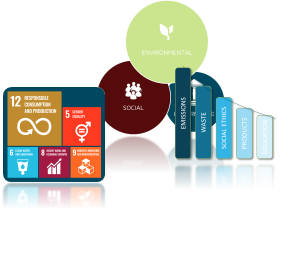 ENVIRONMENTAL
SOCIAL
12 RESPONSIBLE
CONSUMPTION
AND PRODUCTION
5 GENDER
EQUALITY
6 CLEAN WATER
AND SANITATION
8 DECENT WORK AND
ECONOMIC GROWTH
9 INDUSTRY, INNOVATION
AND INFRASTRUCTURE
EMISSIONS
WASTE
SOCIAL ETHICS
PRODUCTS